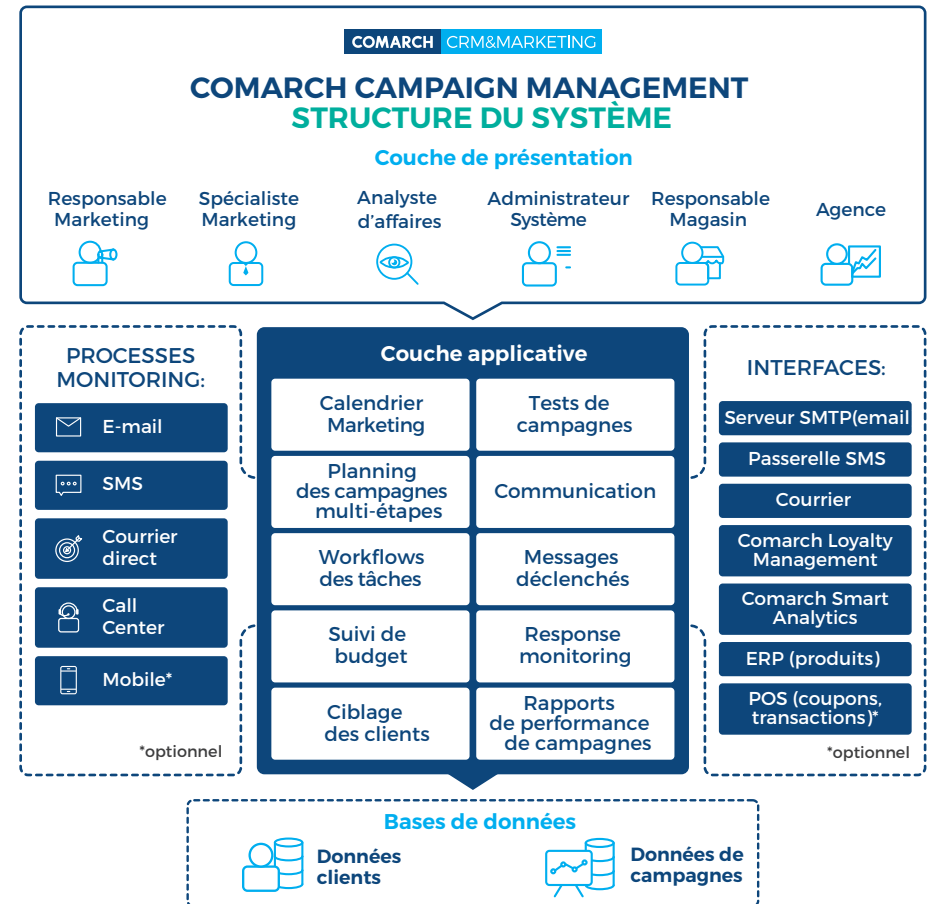 COMARCH CRM&MARKETING
COMARCH CAMPAIGN MANAGEMENT
STRUCTURE DU SYSTÈME
Couche de présentation
Responsable
Marketing
Spécialiste
Marketing
Analyste
d'affaires
Administrateur
Système
Responsable
Magasin
Agence
PROCESSES
MONITORING:
E-mail
SMS
Courrier
direct
Call
Center
Mobile*
*optionnel
Couche applicative
Calendrier
Marketing
Tests de
campagnes
Planning
des campagnes
multi-étapes
Communication
Workflows
des tâches
Messages
déclenchés
Suivi de
budget
Response
monitoring
Ciblage
des clients
Rapports
de performance
de campagnes
INTERFACES:
Serveur SMTP(email
Passerelle SMS
Courrier
Comarch Loyalty
Management
Comarch Smart
Analytics
ERP (produits)
POS (coupons,
transactions)*
*optionnel
Bases de données
Données
clients
Données de
campagnes